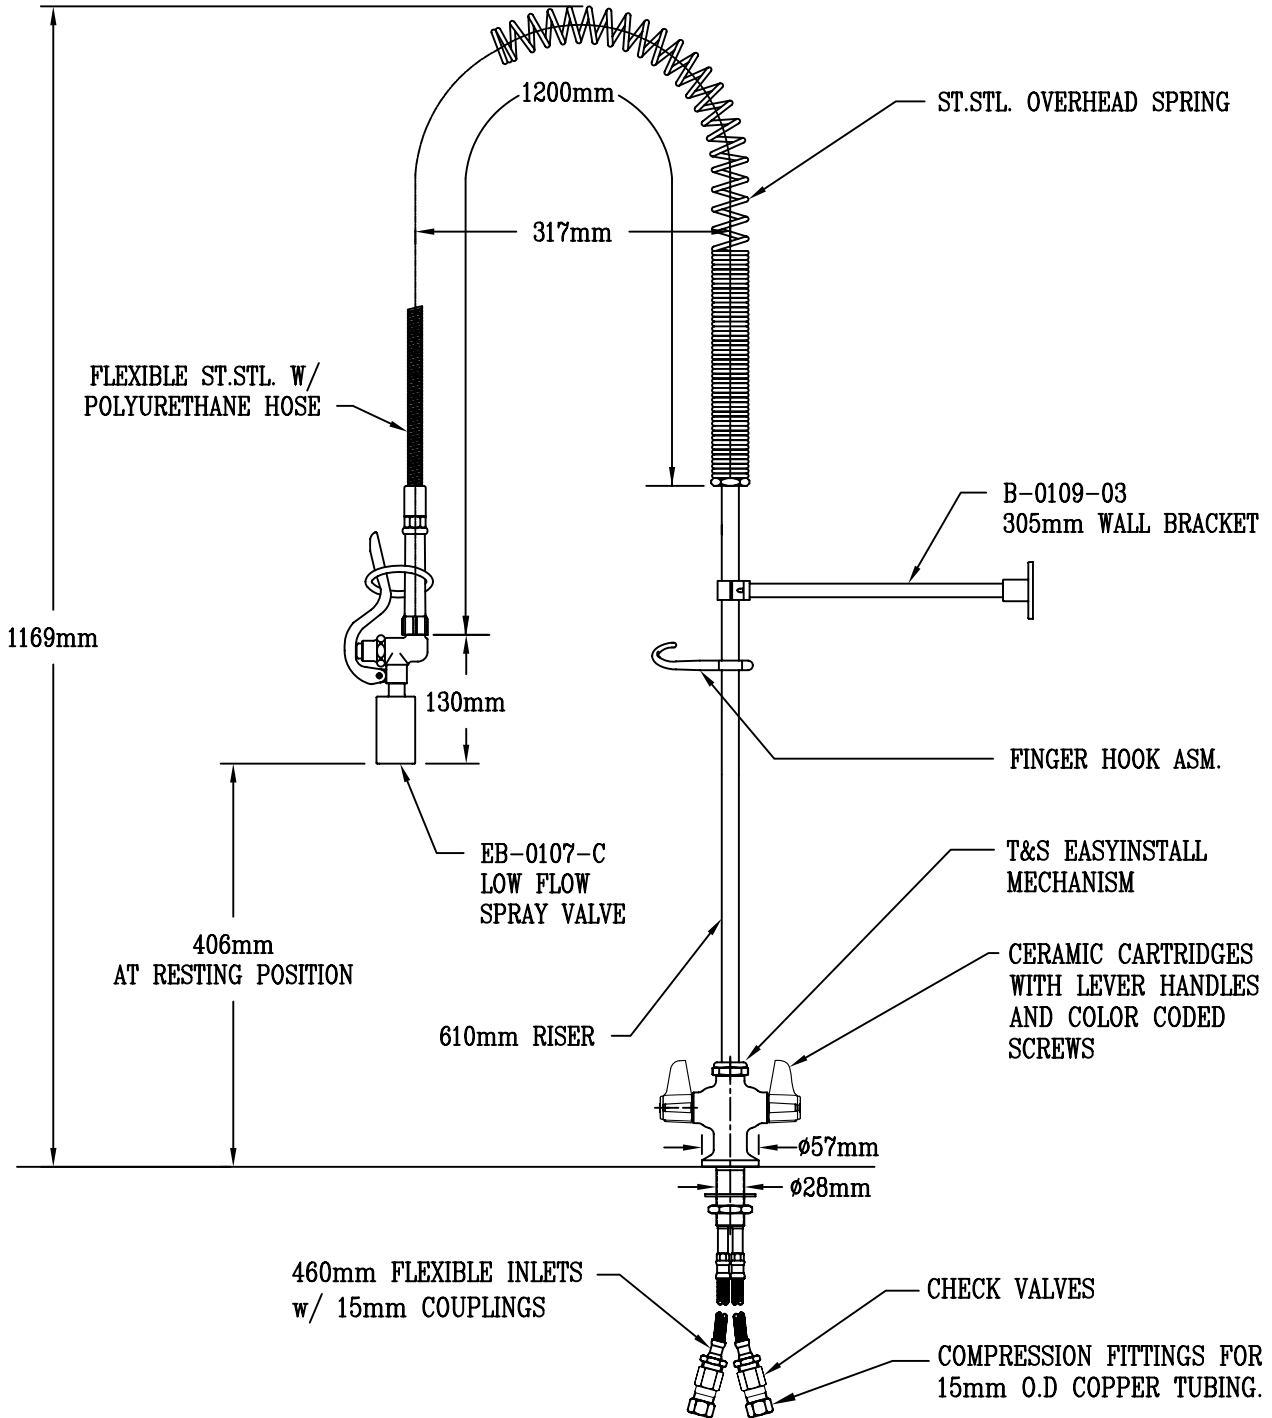 1200mm
ST.STL. OVERHEAD SPRING
317mm
FLEXIBLE ST.STL. W/
POLYURETHANE HOSE
B-0109-03
305mm WALL BRACKET
1169mm
130mm
FINGER HOOK ASM.
EB-0107-C
LOW FLOW
SPRAY VALVE
T&S EASYINSTALL
MECHANISM
406mm
AT RESTING POSITION
CERAMIC CARTRIDGES
WITH LEVER HANDLES
AND COLOR CODED
SCREWS
610mm RISER
ø57mm
ø28mm
460mm FLEXIBLE INLETS
w/ 15mm COUPLINGS
CHECK VALVES
COMPRESSION FITTINGS FOR
15mm O.D COPPER TUBING.